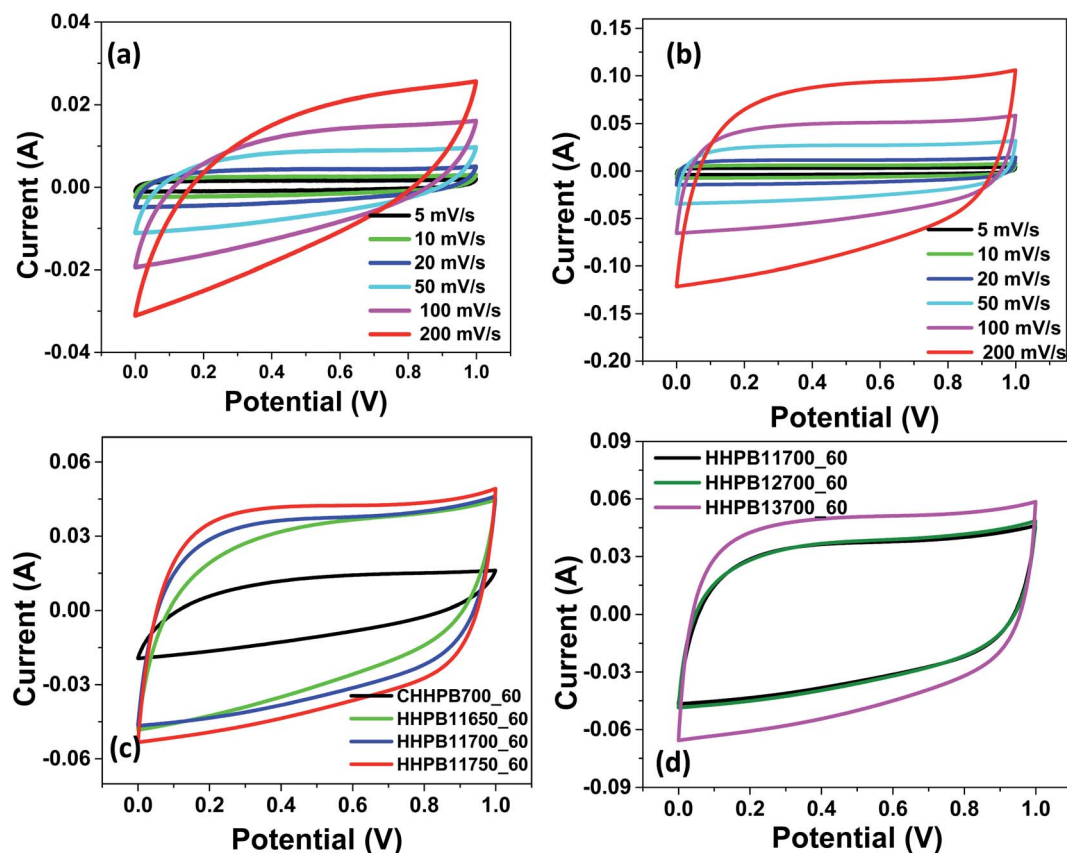 (a)
Current (A)
0.04
0.02
0.00
-0.02
-0.04
5 mV/s
10 mV/s
20 mV/s
50 mV/s
100 mV/s
200 mV/s
0.0 0.2 0.4 0.6 0.8 1.0
Potential (V)
(b)
Current (A)
0.15
0.10
0.05
0.00
-0.05
-0.10
-0.15
-0.20
5 mV/s
10 mV/s
20 mV/s
50 mV/s
100 mV/s
200 mV/s
0.0 0.2 0.4 0.6 0.8 1.0
Potential (V)
Current (A)
0.06
0.03
0.00
-0.03
-0.06
(c)
CHHPB700_60
HHPB11650_60
HHPB11700_60
HHPB11750_60
0.0 0.2 0.4 0.6 0.8 1.0
Potential (V)
Current (A)
0.09
0.06
0.03
0.00
-0.03
-0.06
-0.09
HHPB11700_60
HHPB12700_60
HHPB13700_60
(d)
0.0 0.2 0.4 0.6 0.8 1.0
Potential (V)